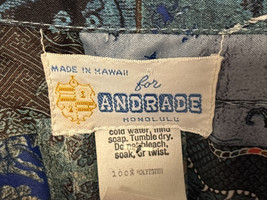 MADE IN HAWAII
for
ANDRADE
HONOLULU
cold water, mild
soap. Tumble dry.
Do not bleach,
soak, or twist.
100% POLYESTER